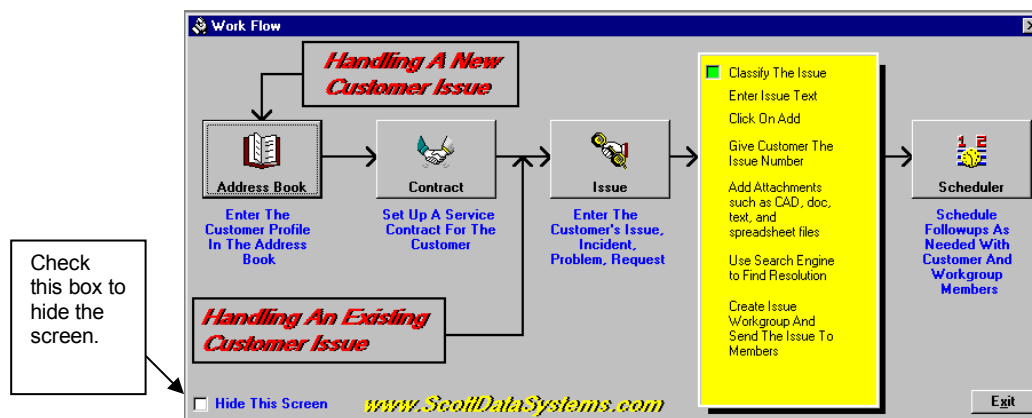 Work Flow
Handling A New
Customer Issue
Address Book
Enter The
Customer Profile
In The Address
Book
Contract
Set Up A Service
Contract For The
Customer
Issue
Enter The
Customer's Issue,
Incident,
Problem, Request
Classify The Issue
Enter Issue Text
Click On Add
Give Customer The
Issue Number
Add Attachments
such as CAD, doc,
text, and
spreadsheet files
Use Search Engine
to Find Resolution
Create Issue
Workgroup And
Send The Issue To
Members
1 2
Scheduler
Schedule
Followups As
Needed With
Customer And
Workgroup
Members
Handling An Existing
Customer Issue
Check
this box to
hide the
screen.
Hide This Screen
www.ScoilDataSystems.com
Exit